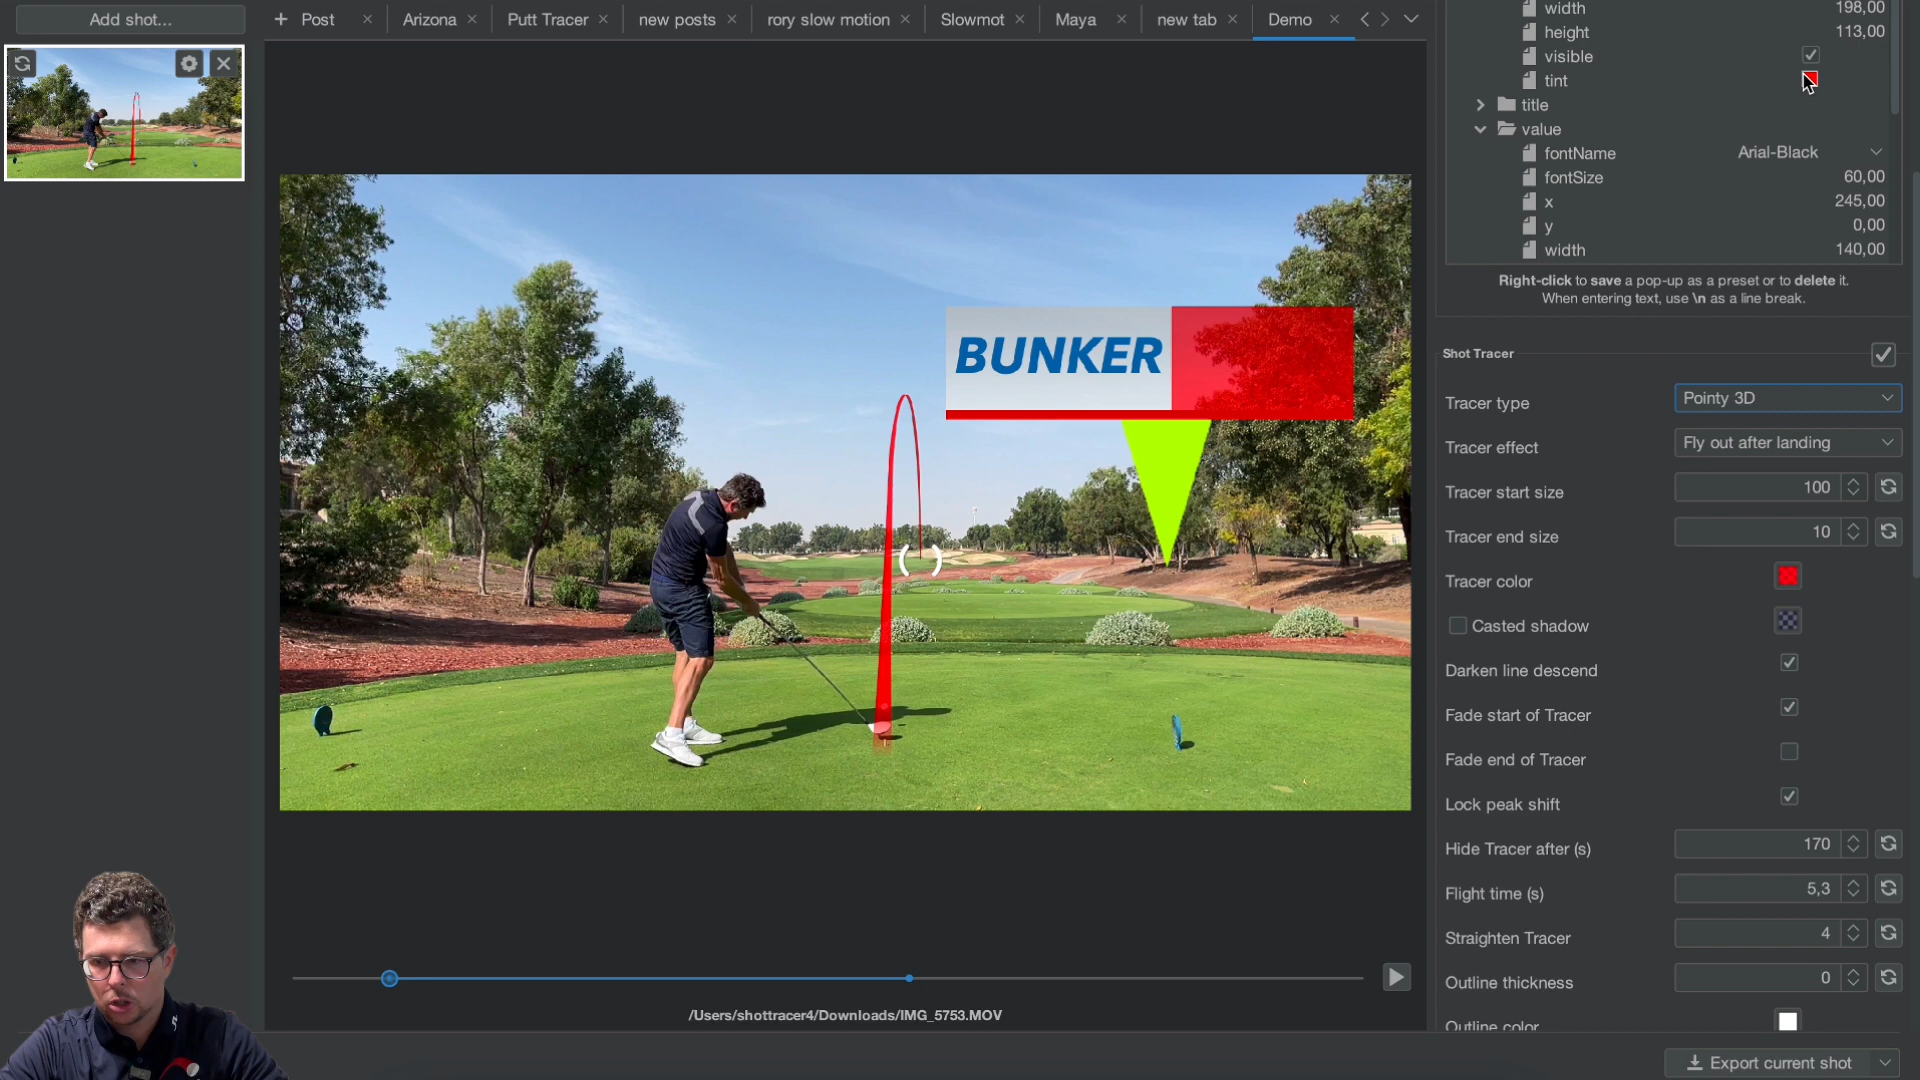 Add shot...
+ Post
Arizona
Putt Tracer
new posts
rory slow motion
Slowmot
Maya
new tab
Demo
width 198,00
height 113,00
visible
tint
title
value
fontName Arial-Black
fontSize 60,00
x 245,00
y 0,00
width 140,00
Right-click to save a pop-up as a preset or to delete it.
When entering text, use \n as a line break.
BUNKER
Shot Tracer
Tracer type Pointy 3D
Tracer effect Fly out after landing
Tracer start size 100
Tracer end size 10
Tracer color
Casted shadow
Darken line descend
Fade start of Tracer
Fade end of Tracer
Lock peak shift
Hide Tracer after (s) 170
Flight time (s) 5,3
Straighten Tracer 4
Outline thickness 0
Outline color
/Users/shottracer4/Downloads/IMG_5753.MOV
Export current shot